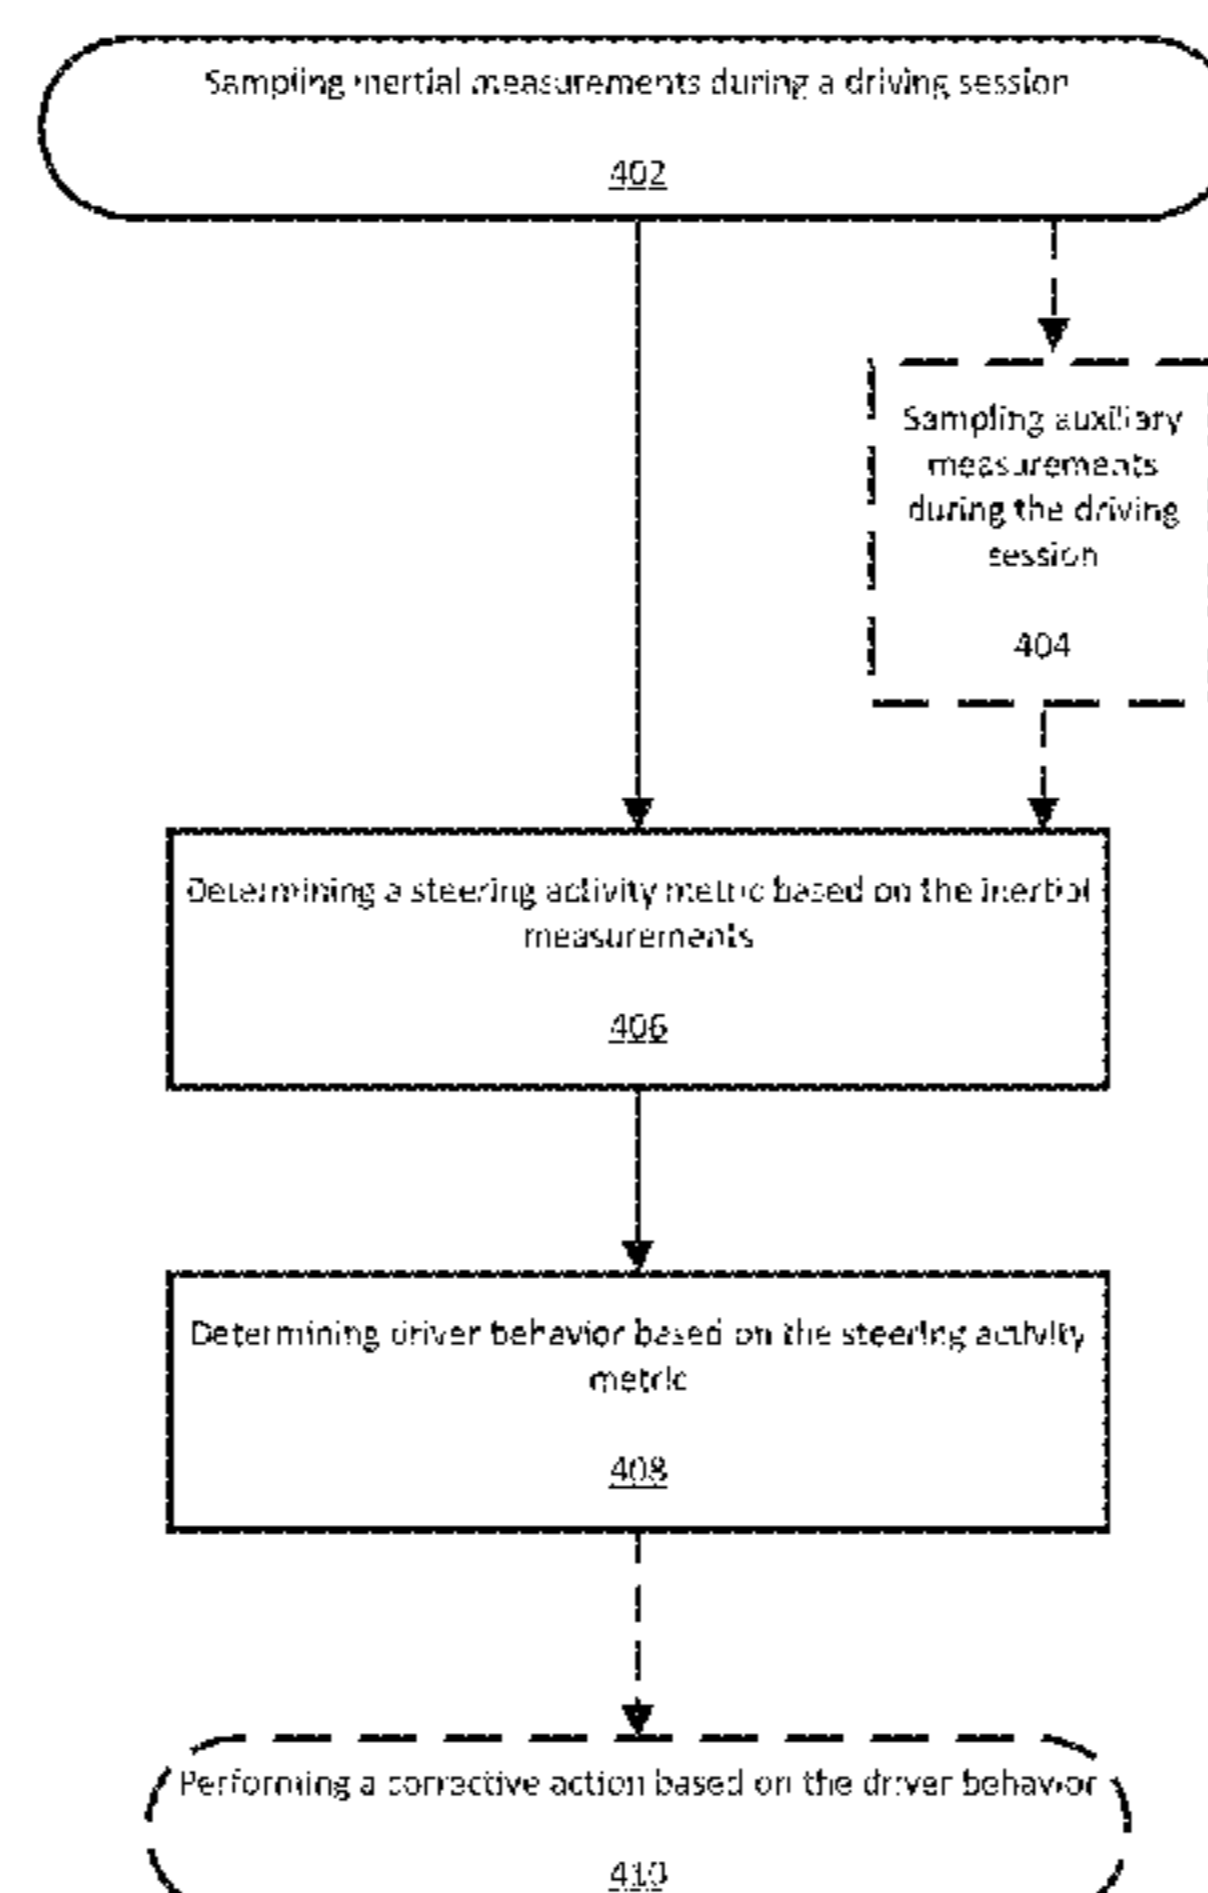 Sampling inertial measurements during a driving session
402
Sampling auxiliary
measurements
during the driving
session
404
Determining a steering activity metric based on the inertial
measurements
406
Determining driver behavior based on the steering activity
metric
408
Performing a corrective action based on the driver behavior
410